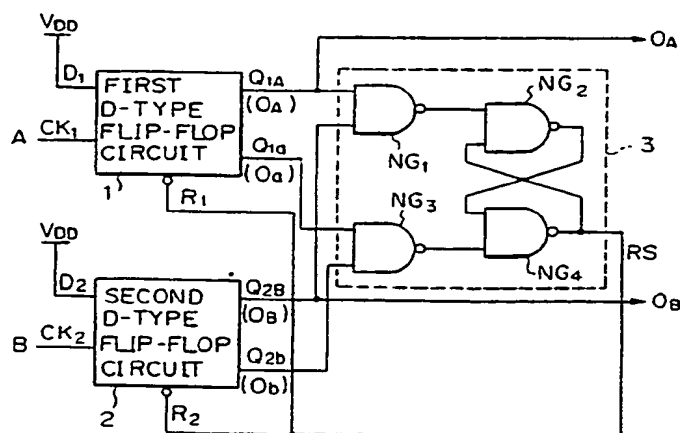 VDD
D1
A CK1
FIRST
D-TYPE
FLIP-FLOP
CIRCUIT
1
R1
Q1A
(OA)
Q1a
(Oa)
OA
NG1
NG2
3
NG3
NG4
RS
VDD
D2
B CK2
SECOND
D-TYPE
FLIP-FLOP
CIRCUIT
2
R2
Q2B
(OB)
Q2b
(Ob)
OB